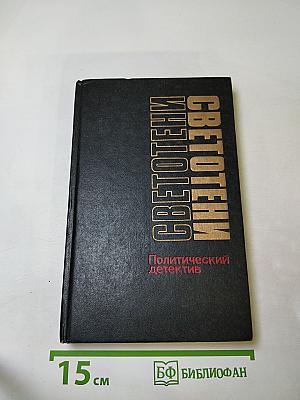 СВЕТОТЕНИ
СВЕТОТЕНИ
Политический
детектив
15 см
БФ БИБЛИОФАН